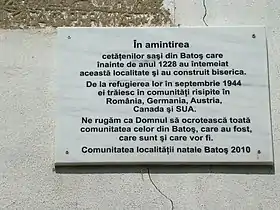 În amintirea
cetățenilor sași din Batoș care
înainte de anul 1228 au întemeiat
această localitate și au construit biserica.
De la refugierea lor în septembrie 1944
ei trăiesc în comunități risipite în
România, Germania, Austria,
Canada și SUA.
Ne rugăm ca Domnul să ocrotească toată
comunitatea celor din Batoș, care au fost,
care sunt și care vor fi.
Comunitatea localității natale Batoș 2010